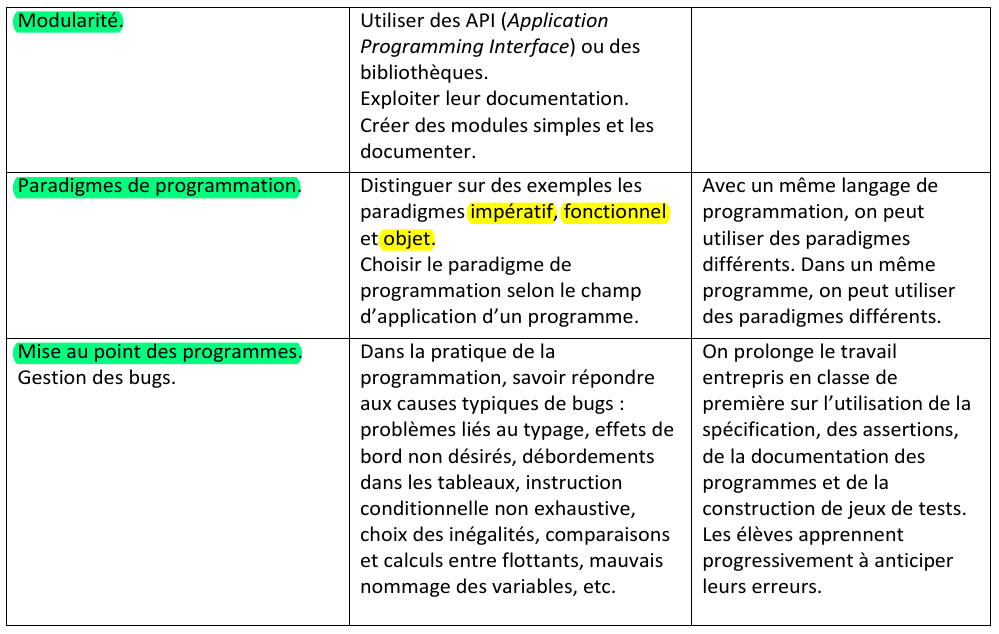 Modularité.
Utiliser des API (Application
Programming Interface) ou des
bibliothèques.
Exploiter leur documentation.
Créer des modules simples et les
documenter.
Paradigmes de programmation.
Distinguer sur des exemples les
paradigmes impératif, fonctionnel
et objet.
Choisir le paradigme de
programmation selon le champ
d’application d’un programme.
Avec un même langage de
programmation, on peut
utiliser des paradigmes
différents. Dans un même
programme, on peut utiliser
des paradigmes différents.
Mise au point des programmes.
Gestion des bugs.
Dans la pratique de la
programmation, savoir répondre
aux causes typiques de bugs :
problèmes liés au typage, effets de
bord non désirés, débordements
dans les tableaux, instruction
conditionnelle non exhaustive,
choix des inégalités, comparaisons
et calculs entre flottants, mauvais
nommage des variables, etc.
On prolonge le travail
entrepris en classe de
première sur l’utilisation de la
spécification, des assertions,
de la documentation des
programmes et de la
construction de jeux de tests.
Les élèves apprennent
progressivement à anticiper
leurs erreurs.